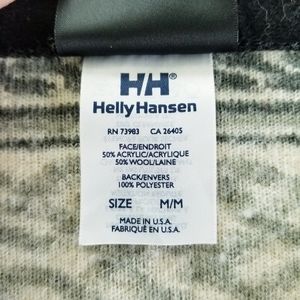 HH®
Helly Hansen
RN 73983 CA 26405
FACE/ENDROIT
50% ACRYLIC/ACRYLIQUE
50% WOOL/LAINE
BACK/ENVERS
100% POLYESTER
SIZE M/M
MADE IN U.S.A.
FABRIQUÉ EN U.S.A.